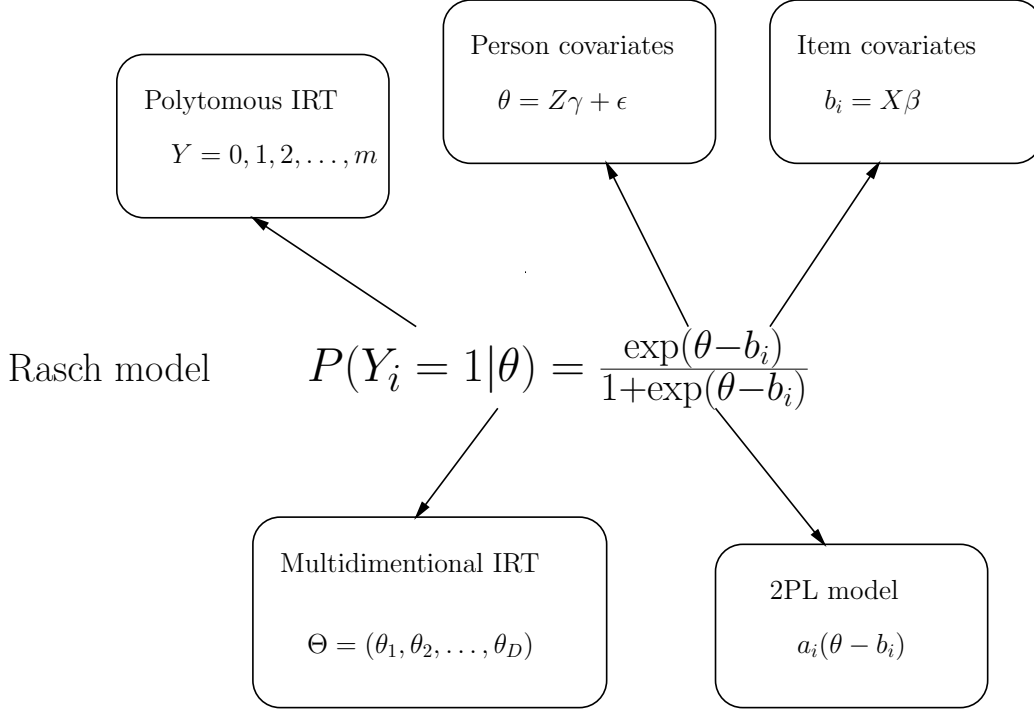 Person covariates
θ = Zγ + ϵ
Item covariates
b_i = Xβ
Polytomous IRT
Y = 0, 1, 2, . . . , m
Rasch model
P(Y_i = 1|θ) = exp(θ−b_i) / 1+exp(θ−b_i)
Multidimentional IRT
Θ = (θ_1, θ_2, . . . , θ_D)
2PL model
a_i(θ − b_i)